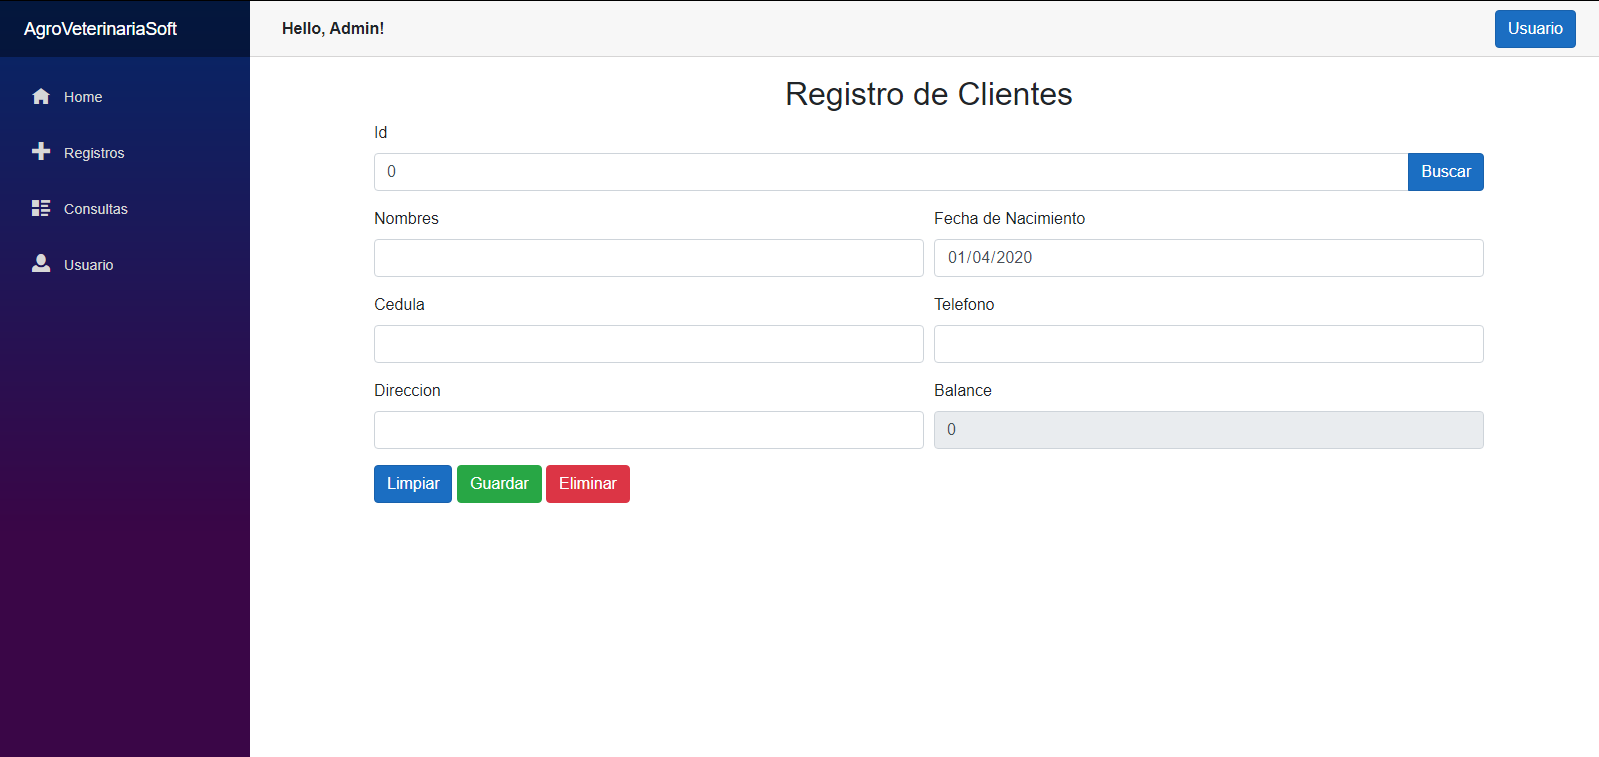 AgroVeterinariaSoft
Hello, Admin!
Usuario
Home
Registros
Consultas
Usuario
Registro de Clientes
Id
0
Buscar
Nombres
Fecha de Nacimiento
01/04/2020
Cedula
Telefono
Direccion
Balance
0
Limpiar Guardar Eliminar